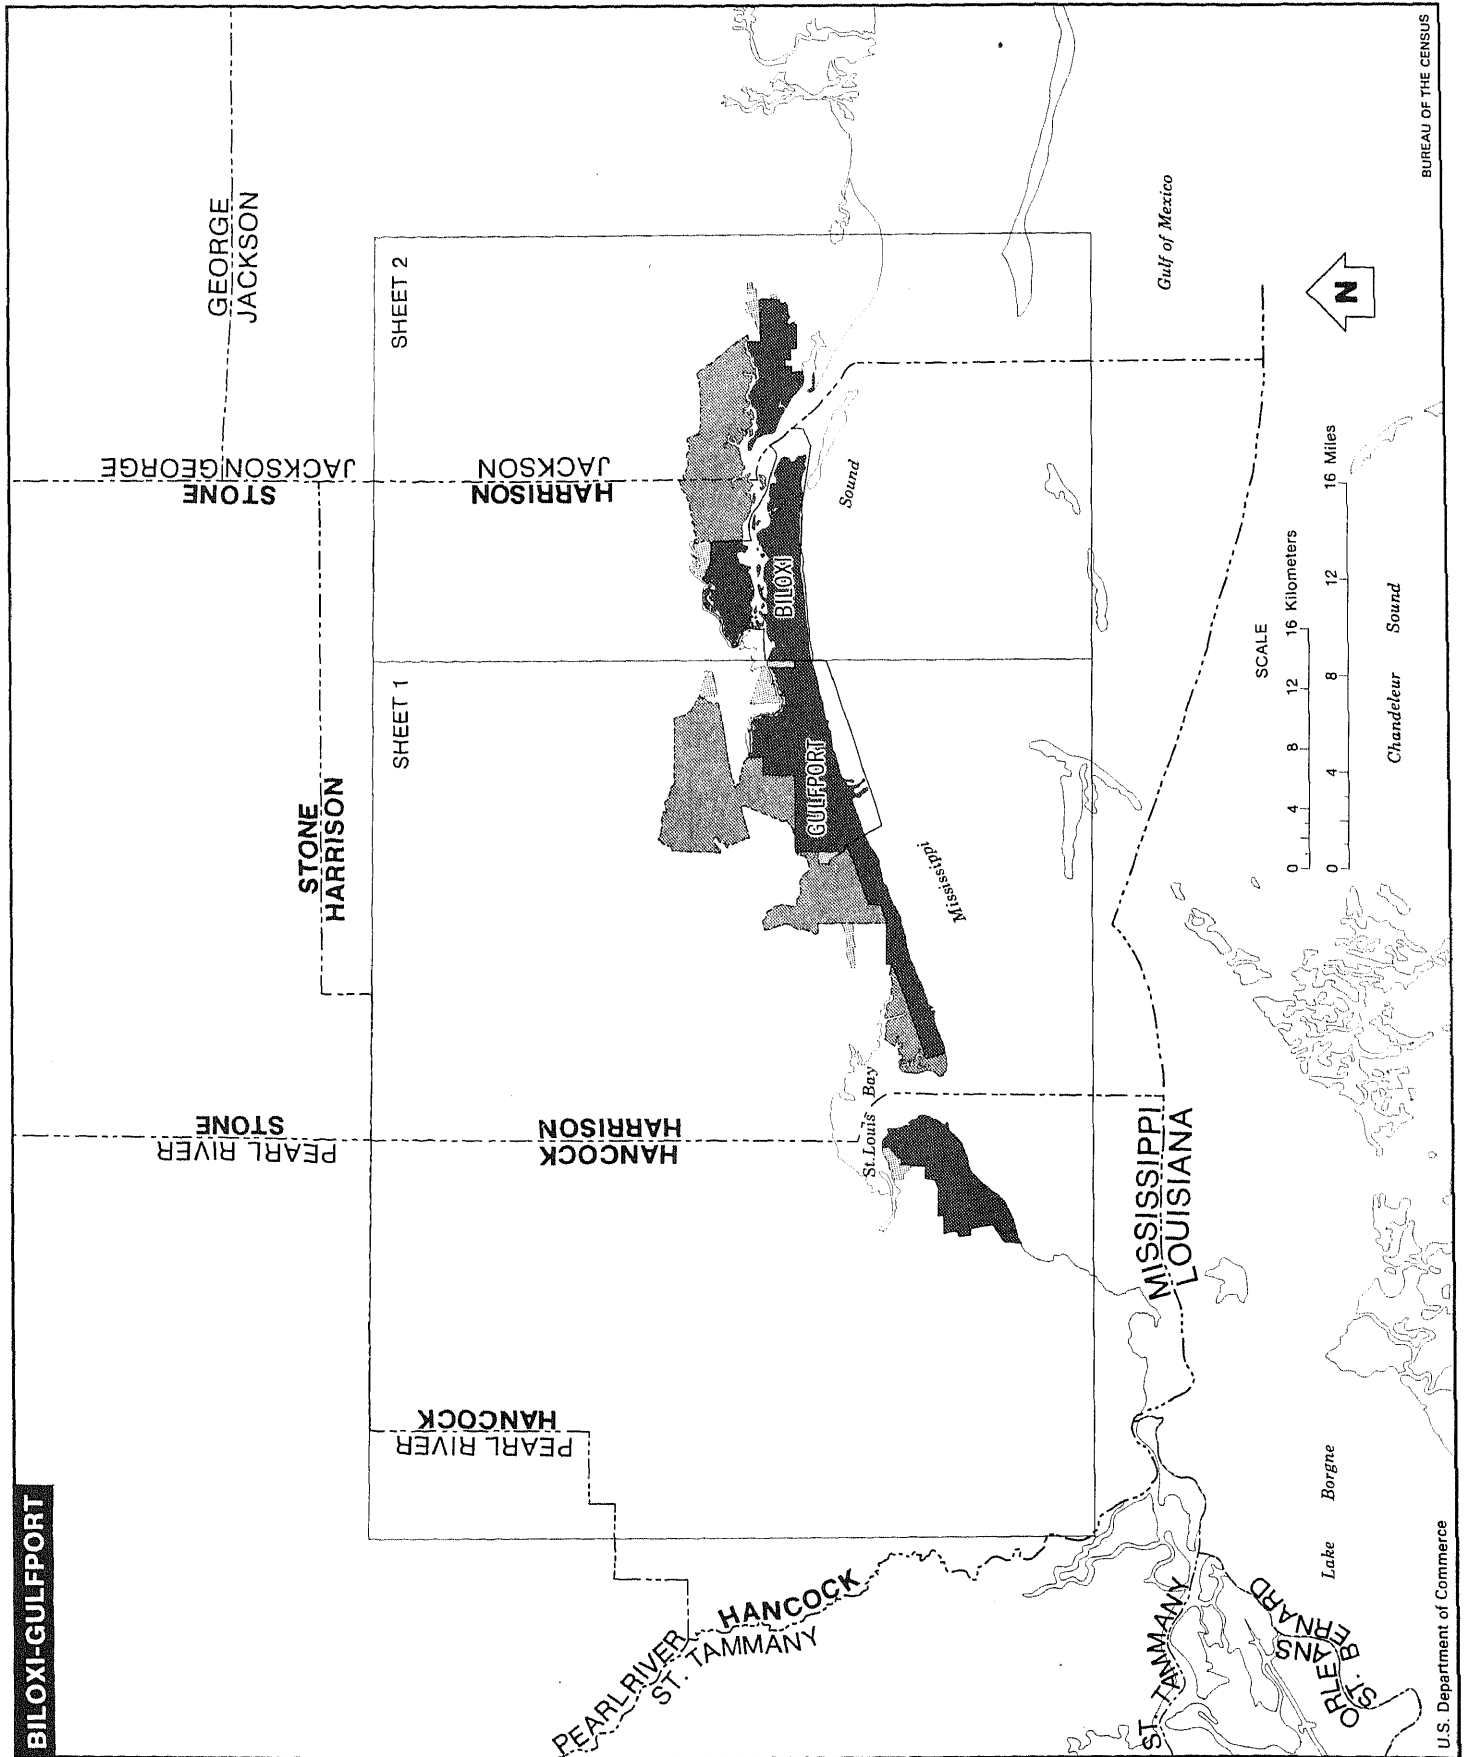 BILOXI-GULFPORT
PEARL RIVER
STONE
STONE
HARRISON
STONE
JACKSON GEORGE
GEORGE
JACKSON
PEARL RIVER
HANCOCK
HANCOCK
HARRISON
HARRISON
JACKSON
SHEET 1
SHEET 2
PEARL RIVER
ST. TAMMANY
HANCOCK
St. Louis Bay
GULFPORT
BILOXI
Mississippi
Sound
Gulf of Mexico
MISSISSIPPI
LOUISIANA
ST. TAMMANY
ORLEANS
ST. BERNARD
Lake Borgne
Chandeleur Sound
SCALE
0 4 8 12 16 Kilometers
0 4 8 12 16 Miles
N
U.S. Department of Commerce
BUREAU OF THE CENSUS